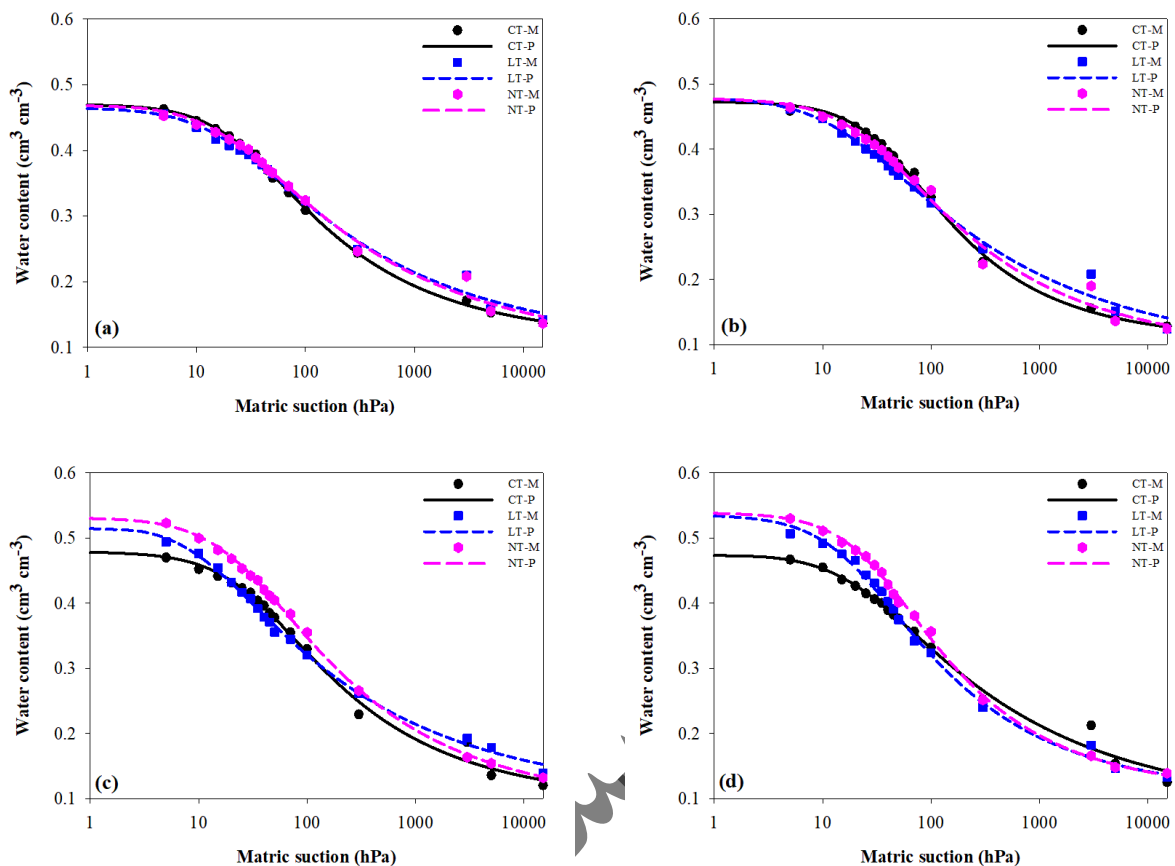 0.6
0.5
0.4
0.3
0.2
0.1
Water content (cm³ cm⁻³)
CT-M
CT-P
LT-M
LT-P
NT-M
NT-P
(a)
1 10 100 1000 10000
Matric suction (hPa)
0.6
0.5
0.4
0.3
0.2
0.1
Water content (cm³ cm⁻³)
CT-M
CT-P
LT-M
LT-P
NT-M
NT-P
(b)
1 10 100 1000 10000
Matric suction (hPa)
0.6
0.5
0.4
0.3
0.2
0.1
Water content (cm³ cm⁻³)
CT-M
CT-P
LT-M
LT-P
NT-M
NT-P
(c)
1 10 100 1000 10000
Matric suction (hPa)
0.6
0.5
0.4
0.3
0.2
0.1
Water content (cm³ cm⁻³)
CT-M
CT-P
LT-M
LT-P
NT-M
NT-P
(d)
1 10 100 1000 10000
Matric suction (hPa)